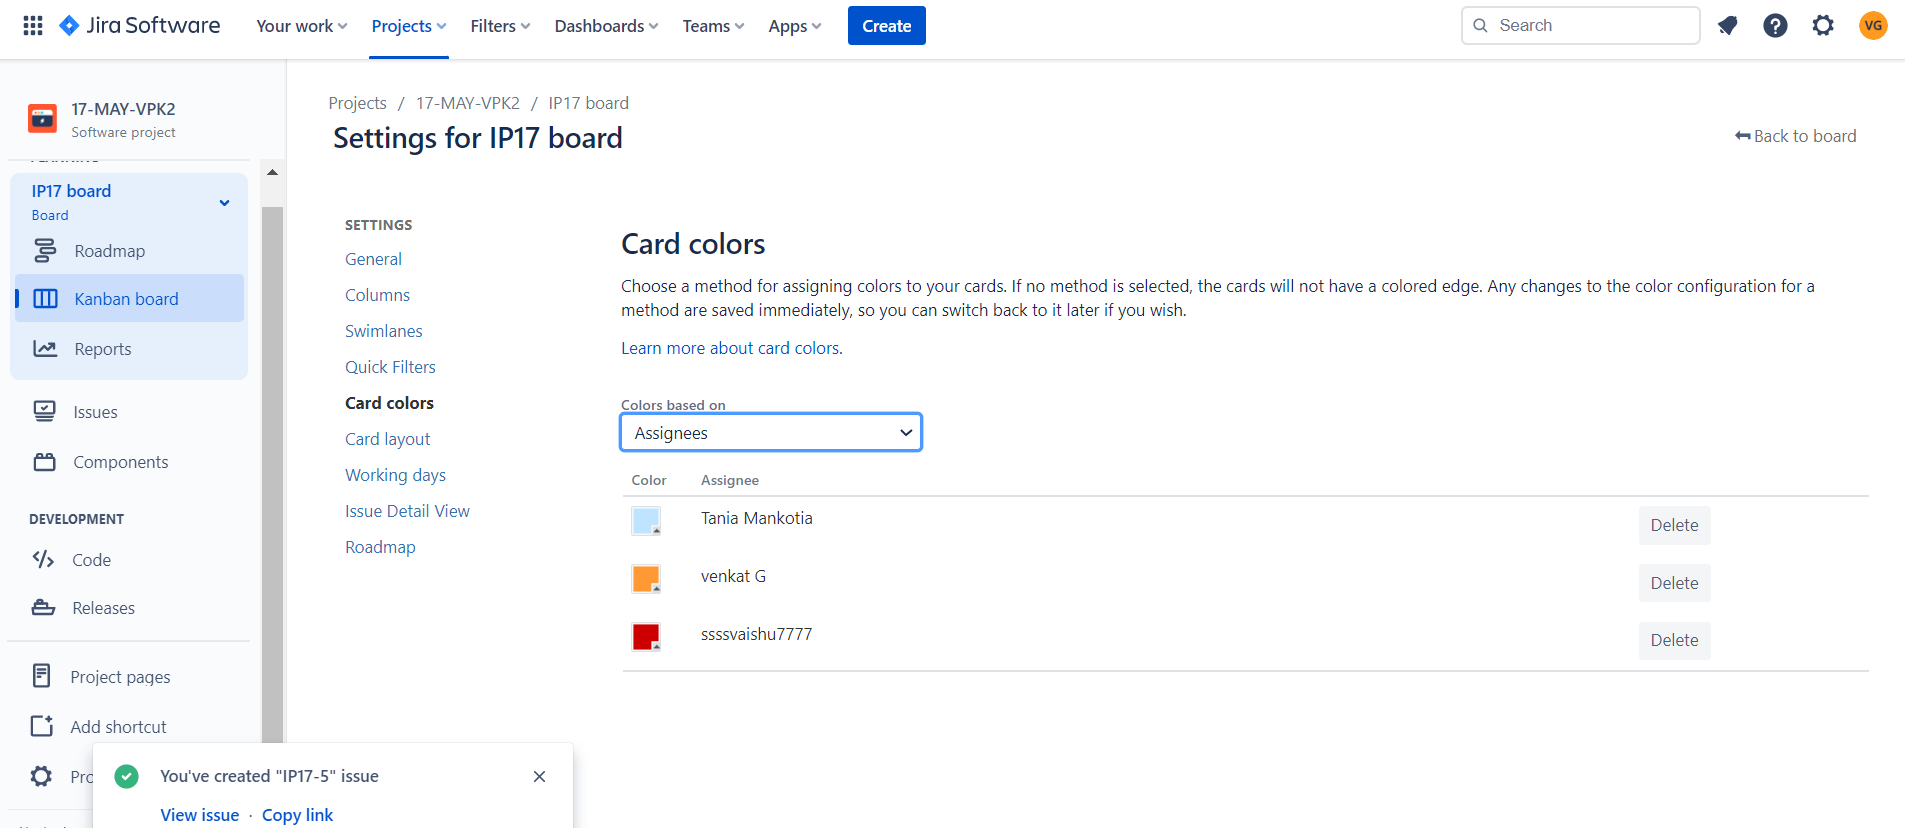 Jira Software
Your work
Projects
Filters
Dashboards
Teams
Apps
Create
Search
VG
17-MAY-VPK2
Software project
IP17 board
Board
Roadmap
Kanban board
Reports
Issues
Components
DEVELOPMENT
Code
Releases
Project pages
Add shortcut
Projects / 17-MAY-VPK2 / IP17 board
Settings for IP17 board
Back to board
SETTINGS
General
Columns
Swimlanes
Quick Filters
Card colors
Card layout
Working days
Issue Detail View
Roadmap
Card colors
Choose a method for assigning colors to your cards. If no method is selected, the cards will not have a colored edge. Any changes to the color configuration for a
method are saved immediately, so you can switch back to it later if you wish.
Learn more about card colors.
Colors based on
Assignees
Color Assignee
Tania Mankotia Delete
venkat G Delete
ssssvaishu7777 Delete
You've created "IP17-5" issue
View issue · Copy link